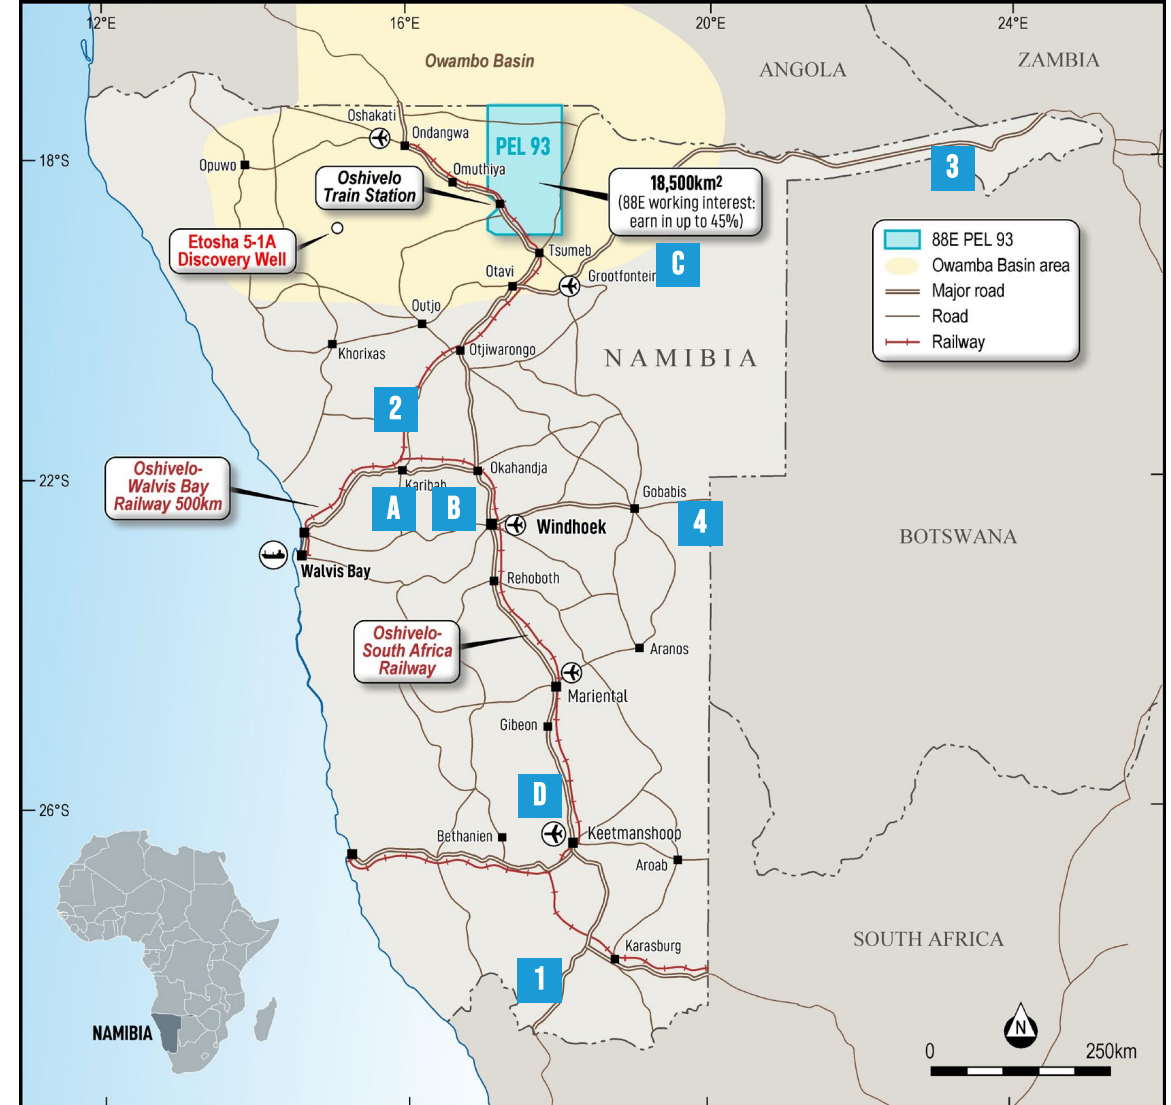 12°E
16°E
20°E
24°E
Owambo Basin
ANGOLA
ZAMBIA
Oshakati
Ondangwa
PEL 93
18°S
Opuwo
Omuthiya
3
Oshivelo
Train Station
18,500km²
(88E working interest:
earn in up to 45%)
Etosha 5-1A
Discovery Well
Tsumeb
C
Otavi
Grootfontein
88E PEL 93
Owamba Basin area
Major road
Road
Railway
Outjo
Khorixas
Otjiwarongo
NAMIBIA
2
Oshivelo-
Walvis Bay
Railway 500km
22°S
Okahandja
Karibib
Gobabis
A
B
4
Windhoek
BOTSWANA
Walvis Bay
Rehoboth
Oshivelo-
South Africa
Railway
Aranos
Mariental
Gibeon
D
26°S
Bethanien
Keetmanshoop
Aroab
SOUTH AFRICA
Karasburg
1
NAMIBIA
N
0
250km